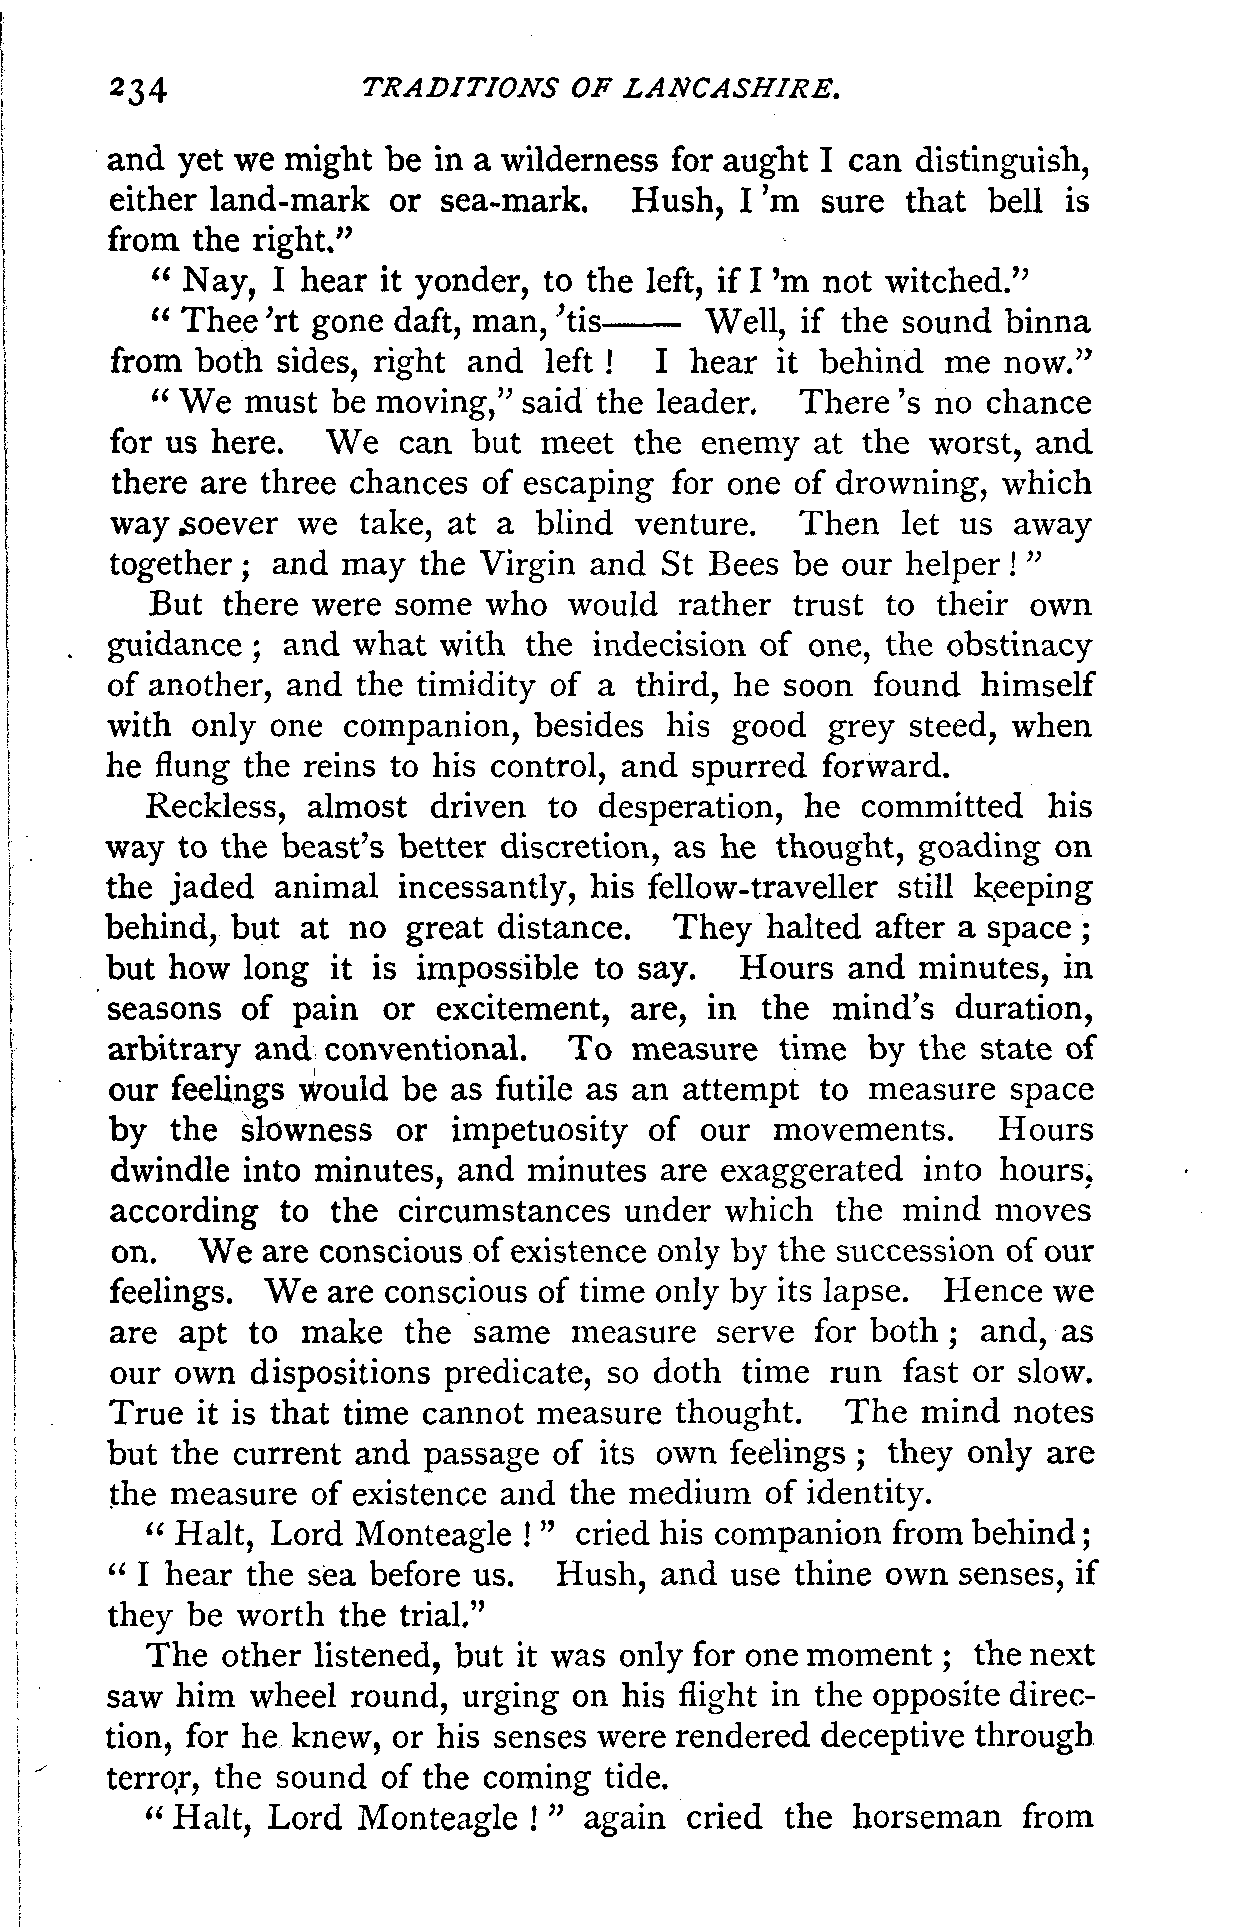 234 TRADITIONS OF LANCASHIRE.
and yet we might be in a wilderness for aught I can distinguish,
either land-mark or sea-mark. Hush, I 'm sure that bell is
from the right."
" Nay, I hear it yonder, to the left, if I 'm not witched."
" Thee 'rt gone daft, man, 'tis—— Well, if the sound binna
from both sides, right and left ! I hear it behind me now."
" We must be moving," said the leader. There 's no chance
for us here. We can but meet the enemy at the worst, and
there are three chances of escaping for one of drowning, which
way soever we take, at a blind venture. Then let us away
together ; and may the Virgin and St Bees be our helper ! "
But there were some who would rather trust to their own
guidance ; and what with the indecision of one, the obstinacy
of another, and the timidity of a third, he soon found himself
with only one companion, besides his good grey steed, when
he flung the reins to his control, and spurred forward.
Reckless, almost driven to desperation, he committed his
way to the beast's better discretion, as he thought, goading on
the jaded animal incessantly, his fellow-traveller still keeping
behind, but at no great distance. They halted after a space ;
but how long it is impossible to say. Hours and minutes, in
seasons of pain or excitement, are, in the mind's duration,
arbitrary and conventional. To measure time by the state of
our feelings would be as futile as an attempt to measure space
by the slowness or impetuosity of our movements. Hours
dwindle into minutes, and minutes are exaggerated into hours,
according to the circumstances under which the mind moves
on. We are conscious of existence only by the succession of our
feelings. We are conscious of time only by its lapse. Hence we
are apt to make the same measure serve for both ; and, as
our own dispositions predicate, so doth time run fast or slow.
True it is that time cannot measure thought. The mind notes
but the current and passage of its own feelings ; they only are
the measure of existence and the medium of identity.
" Halt, Lord Monteagle ! " cried his companion from behind ;
" I hear the sea before us. Hush, and use thine own senses, if
they be worth the trial."
The other listened, but it was only for one moment ; the next
saw him wheel round, urging on his flight in the opposite direc-
tion, for he knew, or his senses were rendered deceptive through
terror, the sound of the coming tide.
" Halt, Lord Monteagle ! " again cried the horseman from